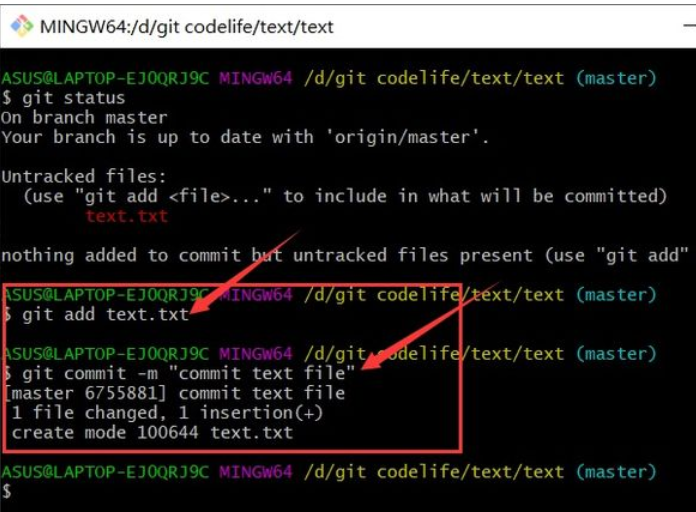 MINGW64:/d/git codelife/text/text
ASUS@LAPTOP-EJOQRJ9C MINGW64 /d/git codelife/text/text (master)
$ git status
On branch master
Your branch is up to date with 'origin/master'.
Untracked files:
(use "git add <file>..." to include in what will be committed)
text.txt
nothing added to commit but untracked files present (use "git add"
ASUS@LAPTOP-EJOQRJ9C MINGW64 /d/git codelife/text/text (master)
$ git add text.txt
ASUS@LAPTOP-EJOQRJ9C MINGW64 /d/git codelife/text/text (master)
$ git commit -m "commit text file"
[master 6755881] commit text file
1 file changed, 1 insertion(+)
create mode 100644 text.txt
ASUS@LAPTOP-EJOQRJ9C MINGW64 /d/git codelife/text/text (master)
$